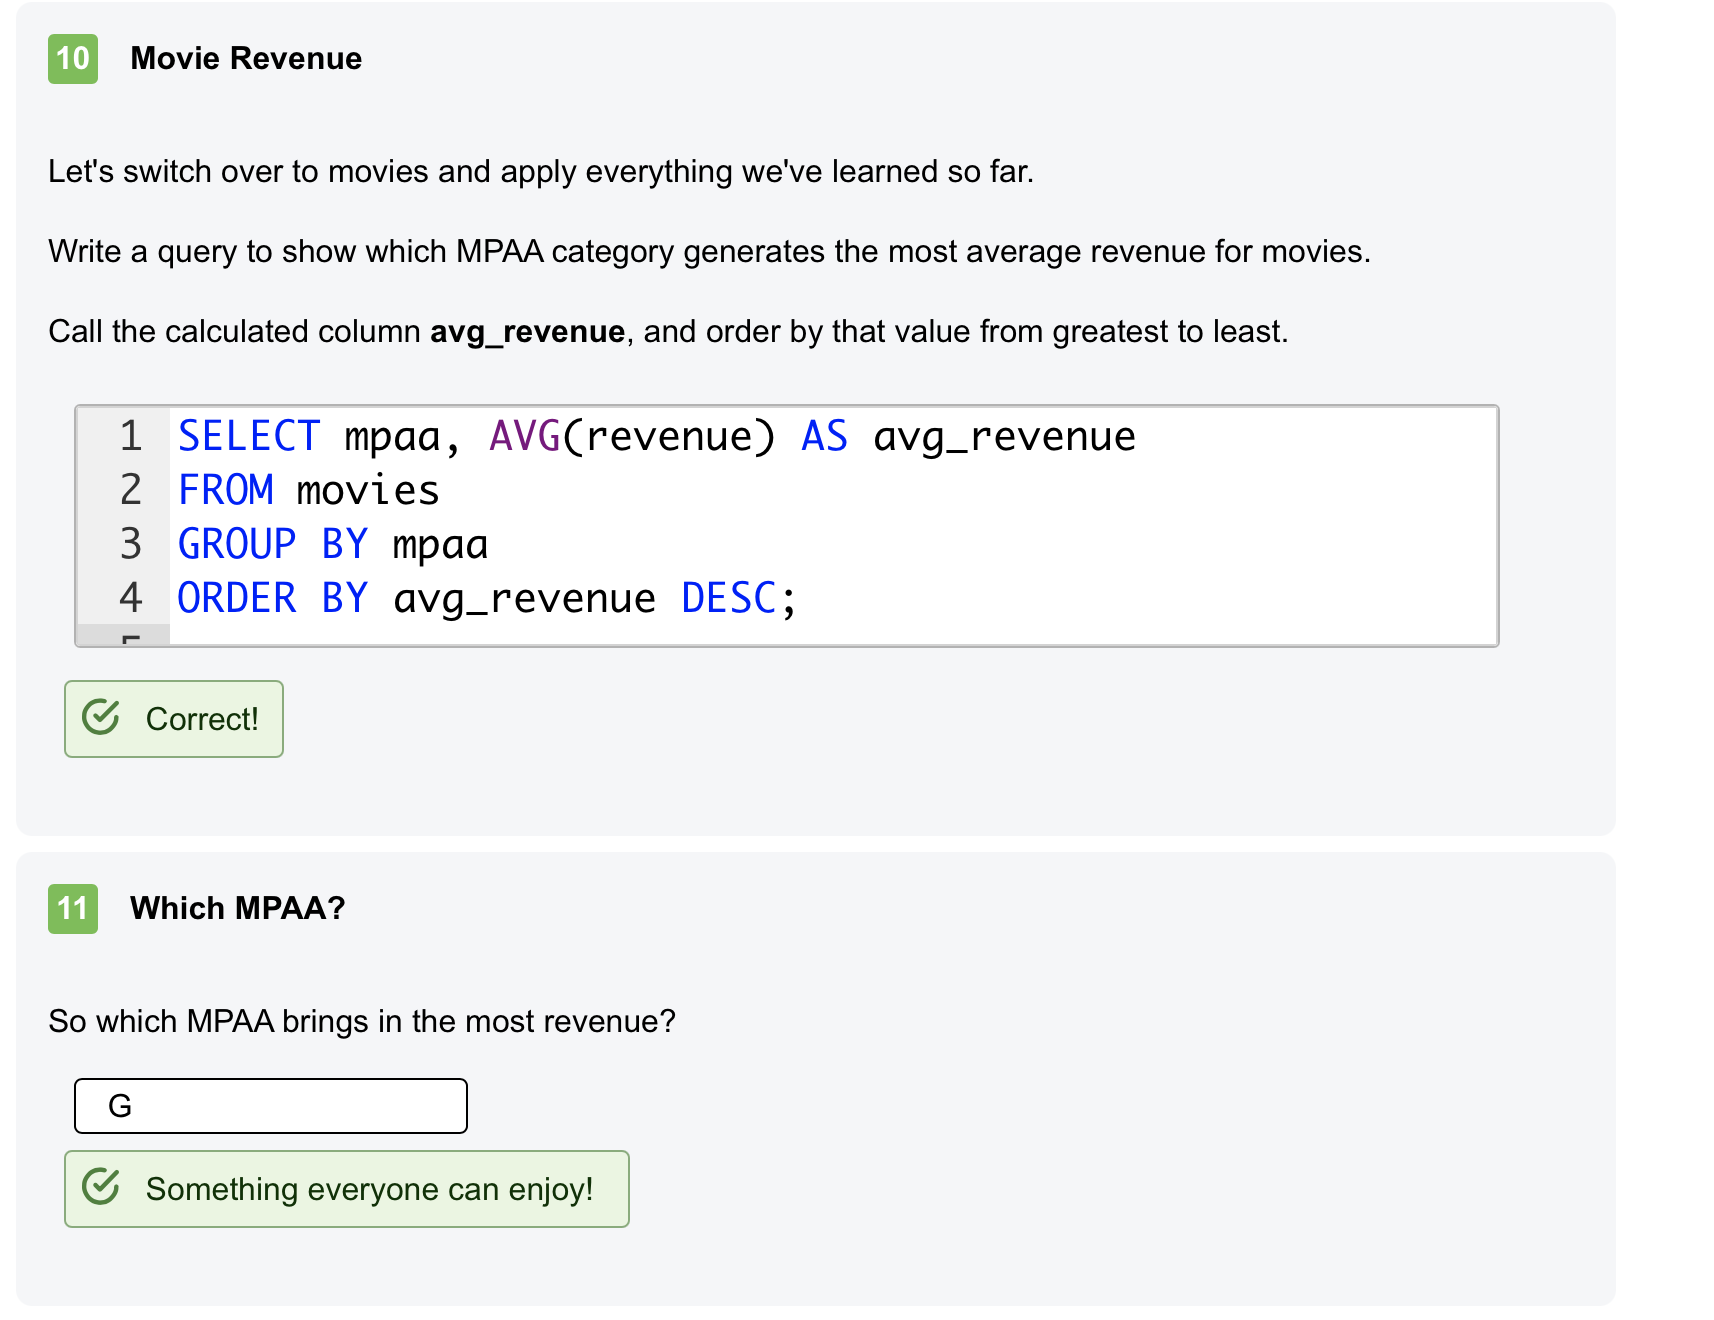 10 Movie Revenue
Let's switch over to movies and apply everything we've learned so far.
Write a query to show which MPAA category generates the most average revenue for movies.
Call the calculated column avg_revenue, and order by that value from greatest to least.
1 SELECT mpaa, AVG(revenue) AS avg_revenue
2 FROM movies
3 GROUP BY mpaa
4 ORDER BY avg_revenue DESC;
Correct!
11 Which MPAA?
So which MPAA brings in the most revenue?
G
Something everyone can enjoy!